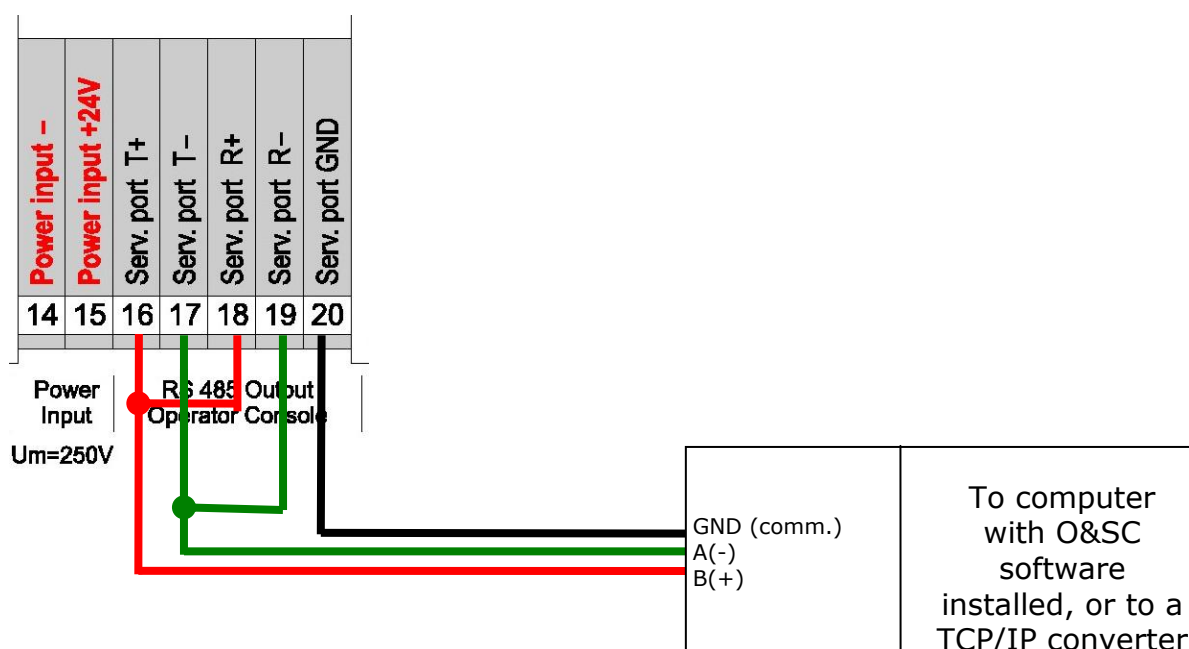 Power input –
Power input +24V
Serv. port T+
Serv. port T–
Serv. port R+
Serv. port R–
Serv. port GND
14 15 16 17 18 19 20
Power
Input
RS 485 Output
Operator Console
Um=250V
GND (comm.)
A(-)
B(+)
To computer
with O&SC
software
installed, or to a
TCP/IP converter